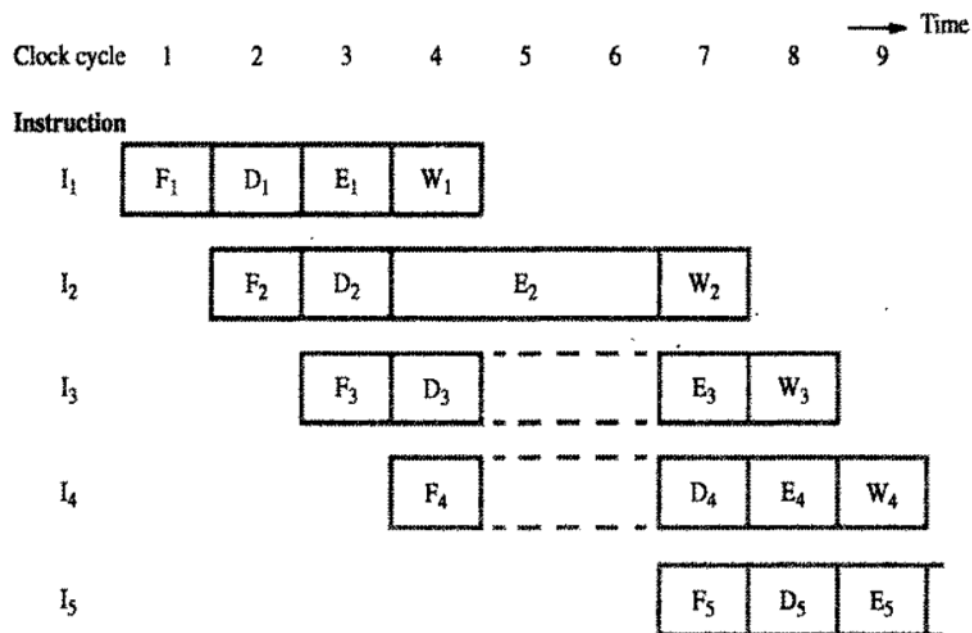 Time
Clock cycle 1 2 3 4 5 6 7 8 9
Instruction
I₁ F₁ D₁ E₁ W₁
I₂ F₂ D₂ E₂ W₂
I₃ F₃ D₃ E₃ W₃
I₄ F₄ D₄ E₄ W₄
I₅ F₅ D₅ E₅